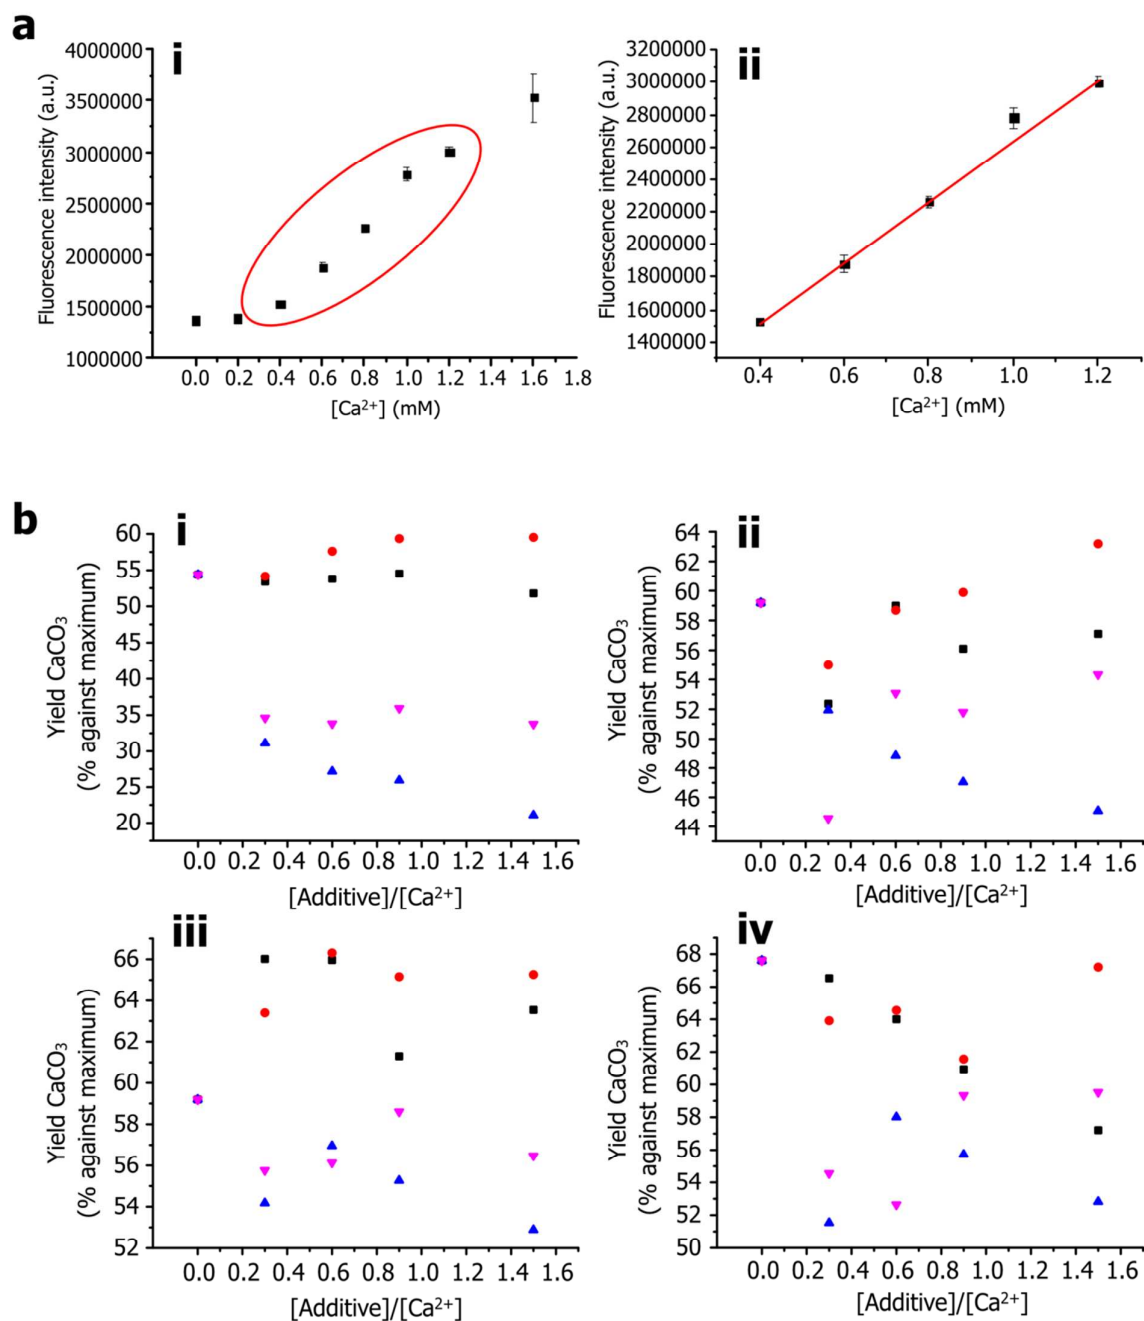 a
i
Fluorescence intensity (a.u.)
4000000
3500000
3000000
2500000
2000000
1500000
1000000
0.0 0.2 0.4 0.6 0.8 1.0 1.2 1.4 1.6 1.8
[Ca²⁺] (mM)
ii
Fluorescence intensity (a.u.)
3200000
3000000
2800000
2600000
2400000
2200000
2000000
1800000
1600000
1400000
0.4 0.6 0.8 1.0 1.2
[Ca²⁺] (mM)
b
i
Yield CaCO₃
(% against maximum)
60
55
50
45
40
35
30
25
20
0.0 0.2 0.4 0.6 0.8 1.0 1.2 1.4 1.6
[Additive]/[Ca²⁺]
ii
Yield CaCO₃
(% against maximum)
64
62
60
58
56
54
52
50
48
46
44
0.0 0.2 0.4 0.6 0.8 1.0 1.2 1.4 1.6
[Additive]/[Ca²⁺]
iii
Yield CaCO₃
(% against maximum)
66
64
62
60
58
56
54
52
0.0 0.2 0.4 0.6 0.8 1.0 1.2 1.4 1.6
[Additive]/[Ca²⁺]
iv
Yield CaCO₃
(% against maximum)
68
66
64
62
60
58
56
54
52
50
0.0 0.2 0.4 0.6 0.8 1.0 1.2 1.4 1.6
[Additive]/[Ca²⁺]